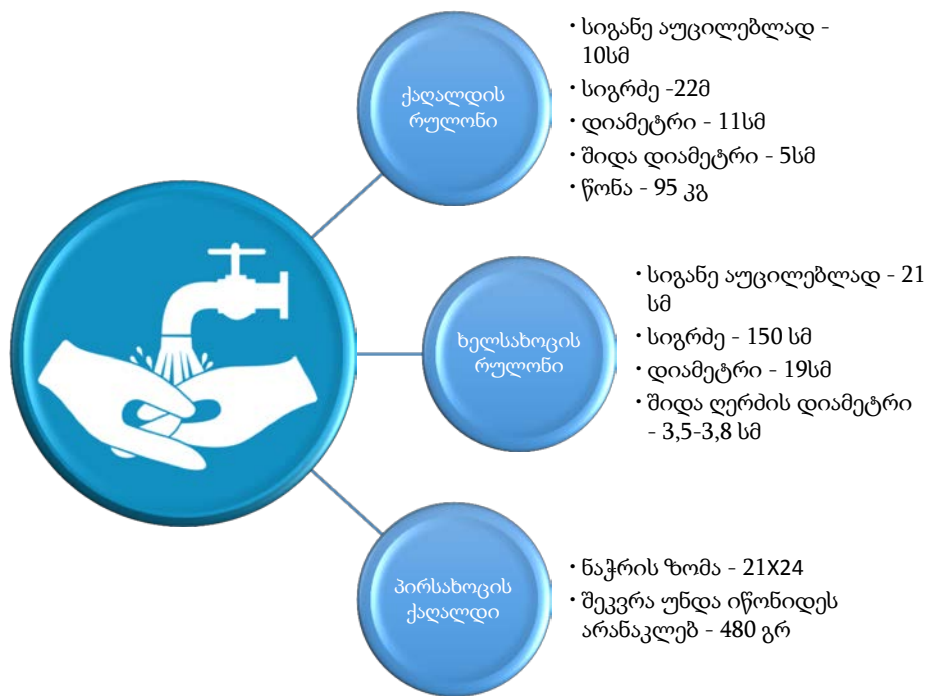 ქაღალდის
რულონი
· სიგანე აუცილებლად -
10სმ
· სიგრძე -22მ
· დიამეტრი - 11სმ
· შიდა დიამეტრი - 5სმ
· წონა - 95 კგ
ხელსახოცის
რულონი
· სიგანე აუცილებლად - 21
სმ
· სიგრძე - 150 სმ
· დიამეტრი - 19სმ
· შიდა ღერძის დიამეტრი
- 3,5-3,8 სმ
პირსახოცის
ქაღალდი
· ნაჭრის ზომა - 21X24
· შეკვრა უნდა იწონიდეს
არანაკლებ - 480 გრ